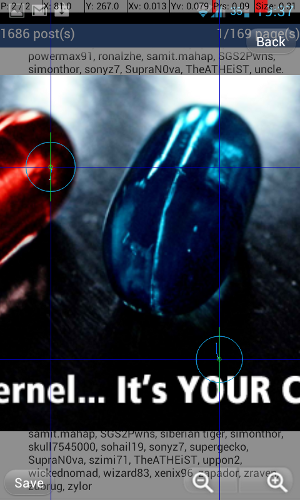 P: 2 / 2 X: 81.0 Y: 267.0 Xv: 0.013 Yv: 0.079 Prs: 0.09 Size: 0.31
1686 post(s) 1/169 page(s)
Back
powermax91, ronalzhe, samit.mahap, SGS2Pwns,
simonthor, sonyz7, SupraN0va, TheATHEiST, uncle.
ernel... It's YOUR C
samit.mahap, SGS2Pwns, siberian tiger, simonthor,
skull7545000, sohail19, sonyz7, supergecko,
SupraN0va, szimi71, TheATHEiST, uppon2,
wickednomad, wizard83, xenix96,
zylor
Save